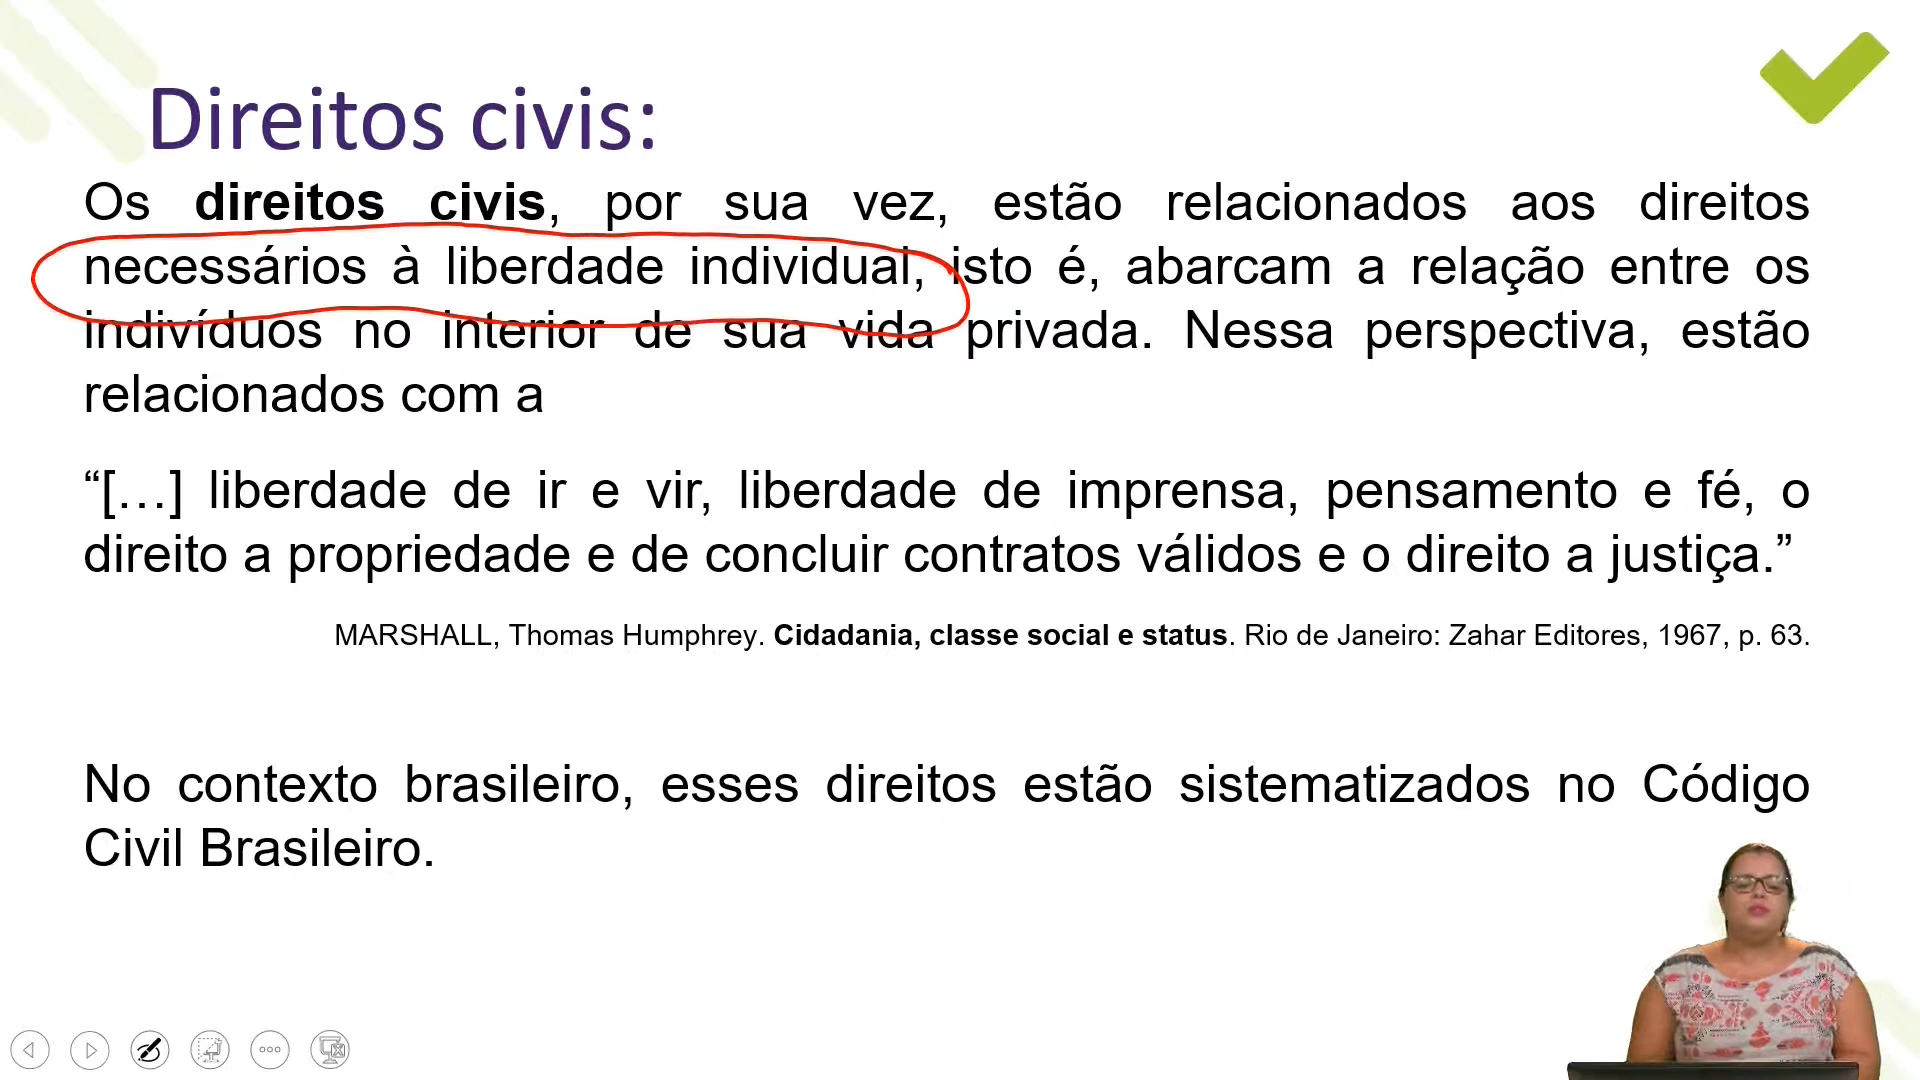 Direitos civis:
Os direitos civis, por sua vez, estão relacionados aos direitos
necessários à liberdade individual, isto é, abarcam a relação entre os
indivíduos no interior de sua vida privada. Nessa perspectiva, estão
relacionados com a
“[…] liberdade de ir e vir, liberdade de imprensa, pensamento e fé, o
direito a propriedade e de concluir contratos válidos e o direito a justiça.”
MARSHALL, Thomas Humphrey. Cidadania, classe social e status. Rio de Janeiro: Zahar Editores, 1967, p. 63.
No contexto brasileiro, esses direitos estão sistematizados no Código
Civil Brasileiro.